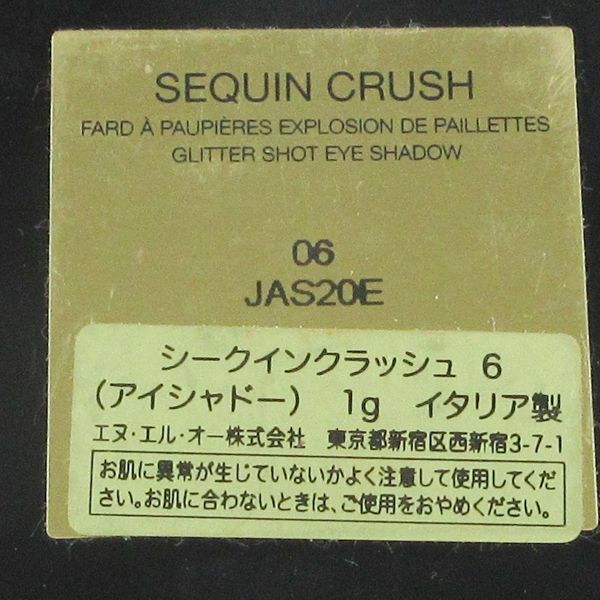 SEQUIN CRUSH
FARD À PAUPIÈRES EXPLOSION DE PAILLETTES
GLITTER SHOT EYE SHADOW
06
JAS20E
シークインクラッシュ 6
（アイシャドー） 1g イタリア製
エヌ・エル・オー株式会社 東京都新宿区西新宿3-7-1
お肌に異常が生じていないかよく注意して使用してくだ
さい。お肌に合わないときは、ご使用をおやめください。